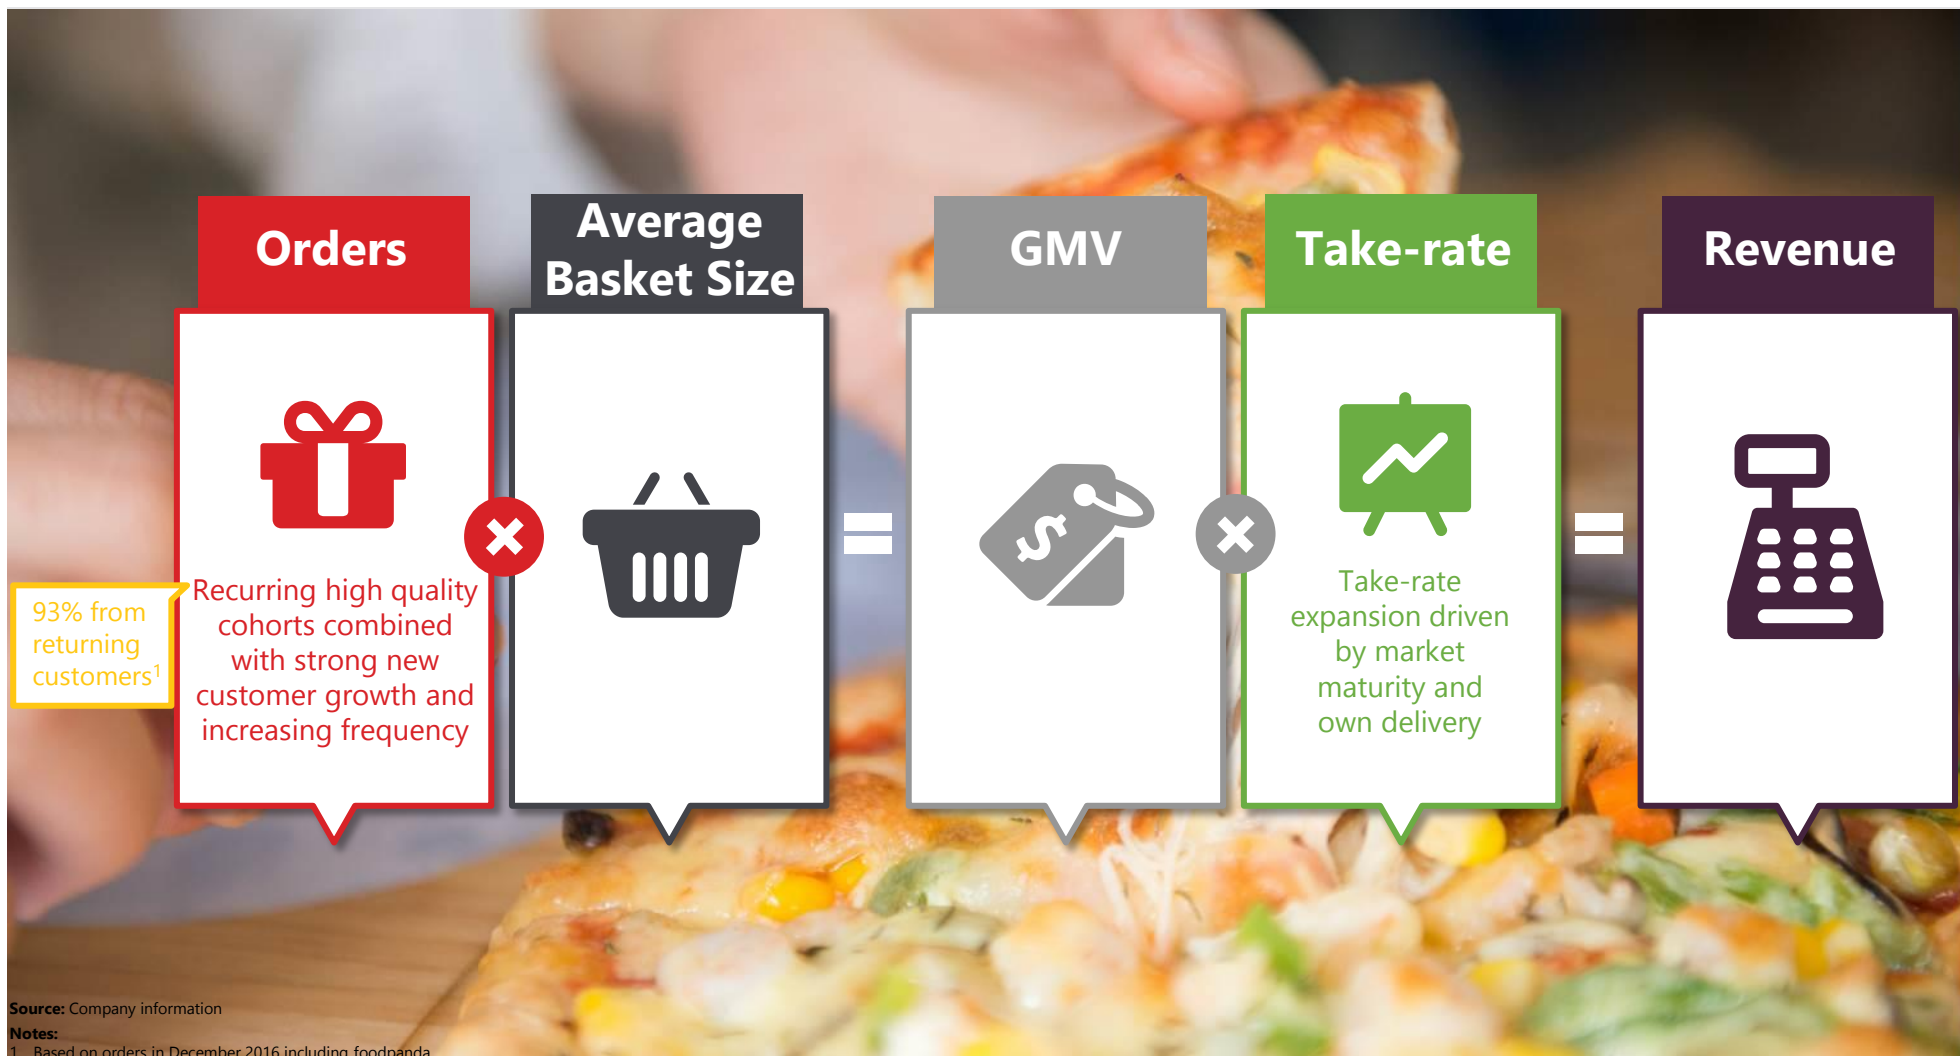 Orders
Average
Basket Size
GMV
Take-rate
Revenue
$
93% from
returning
customers1
Recurring high quality
cohorts combined
with strong new
customer growth and
increasing frequency
Take-rate
expansion driven
by market
maturity and
own delivery
Source: Company information
Notes:
1. Based on orders in December 2016 including foodpanda